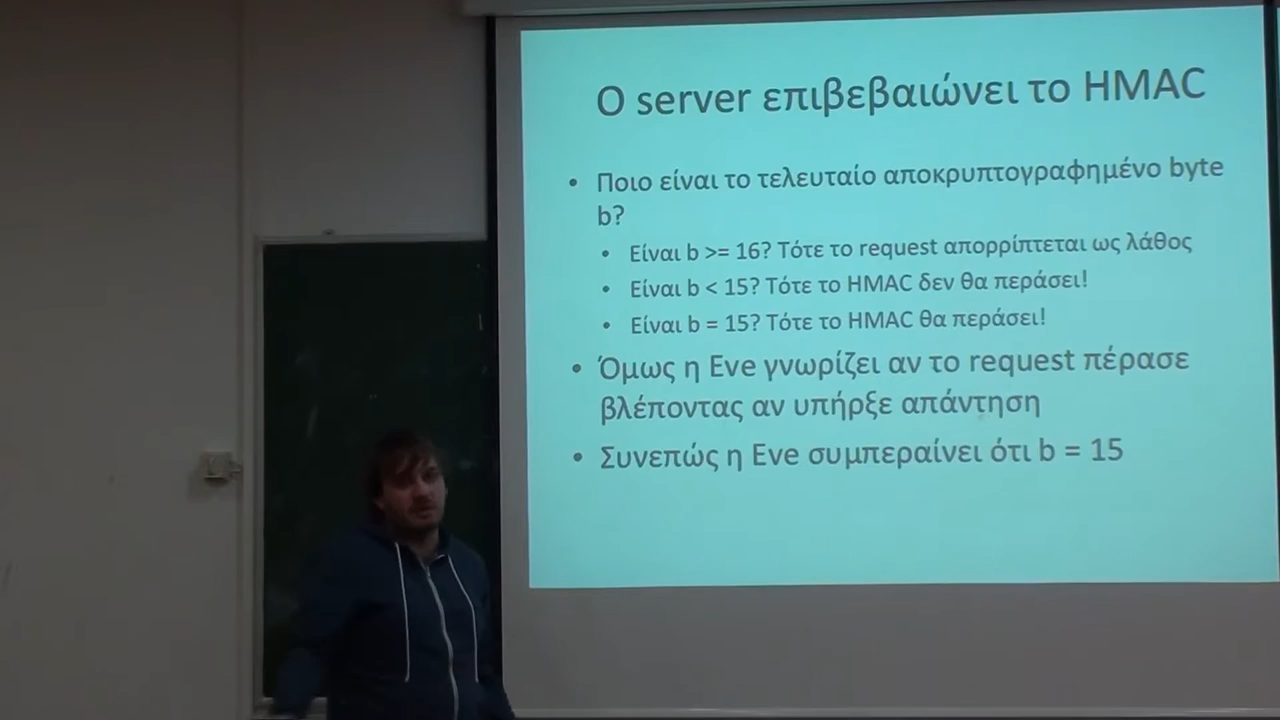 Ο server επιβεβαιώνει το HMAC
• Ποιο είναι το τελευταίο αποκρυπτογραφημένο byte
b?
• Είναι b >= 16? Τότε το request απορρίπτεται ως λάθος
• Είναι b < 15? Τότε το HMAC δεν θα περάσει!
• Είναι b = 15? Τότε το HMAC θα περάσει!
• Όμως η Eve γνωρίζει αν το request πέρασε
βλέποντας αν υπήρξε απάντηση
• Συνεπώς η Eve συμπεραίνει ότι b = 15